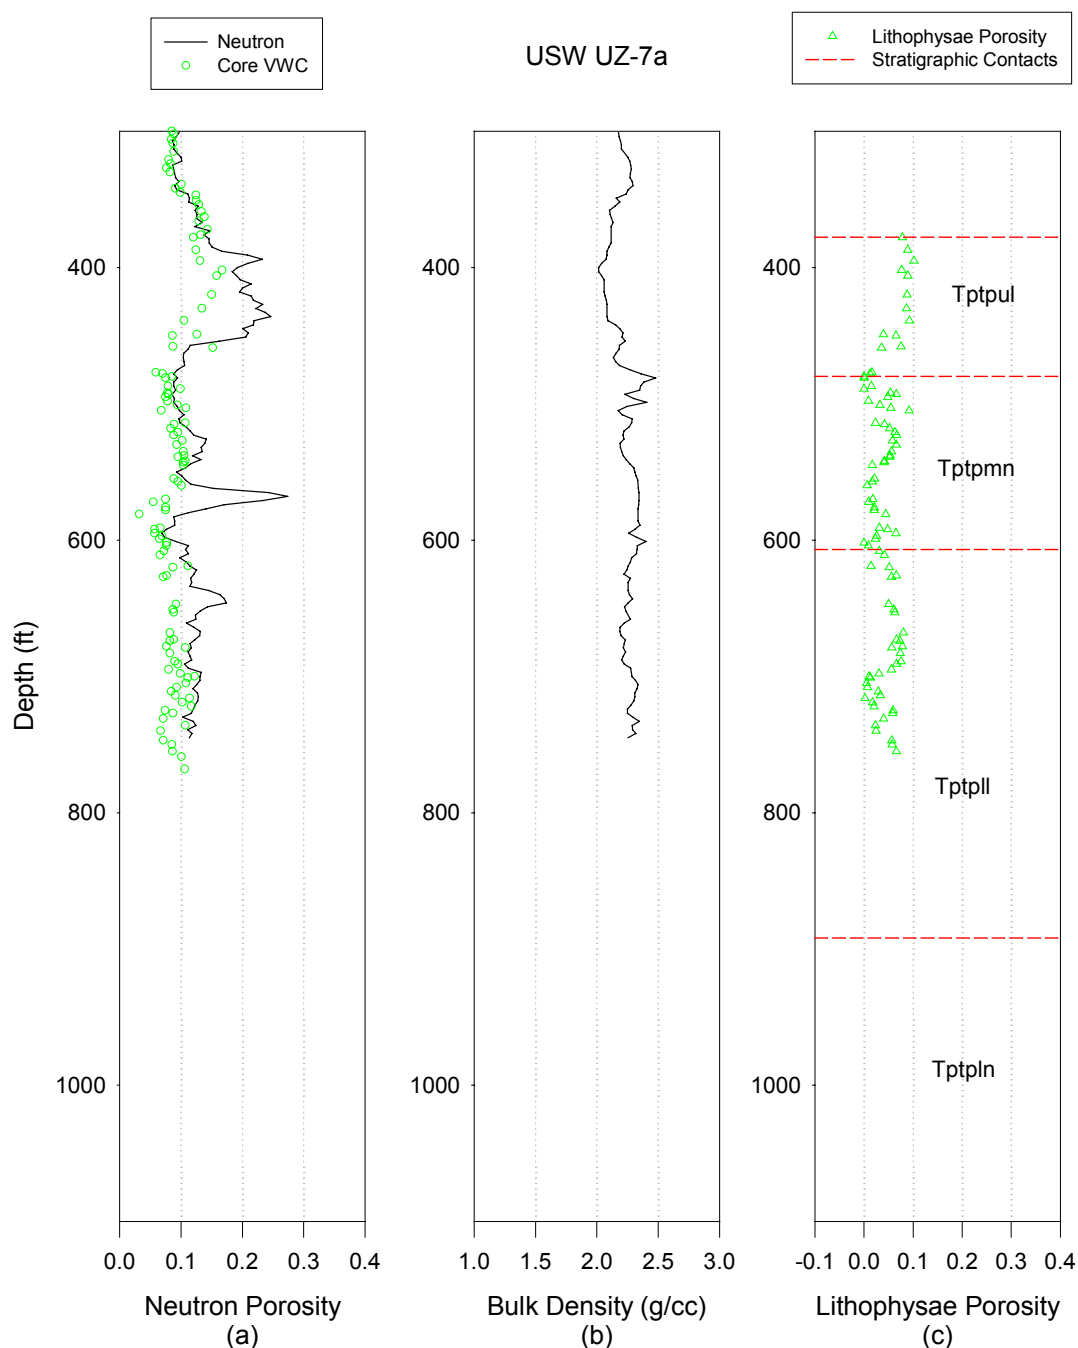 Neutron
Core VWC
USW UZ-7a
Lithophysae Porosity
Stratigraphic Contacts
Depth (ft)
400
600
800
1000
0.0 0.1 0.2 0.3 0.4
Neutron Porosity
(a)
400
600
800
1000
1.0 1.5 2.0 2.5 3.0
Bulk Density (g/cc)
(b)
400
600
800
1000
Tptpul
Tptpmn
Tptpll
Tptpln
-0.1 0.0 0.1 0.2 0.3 0.4
Lithophysae Porosity
(c)